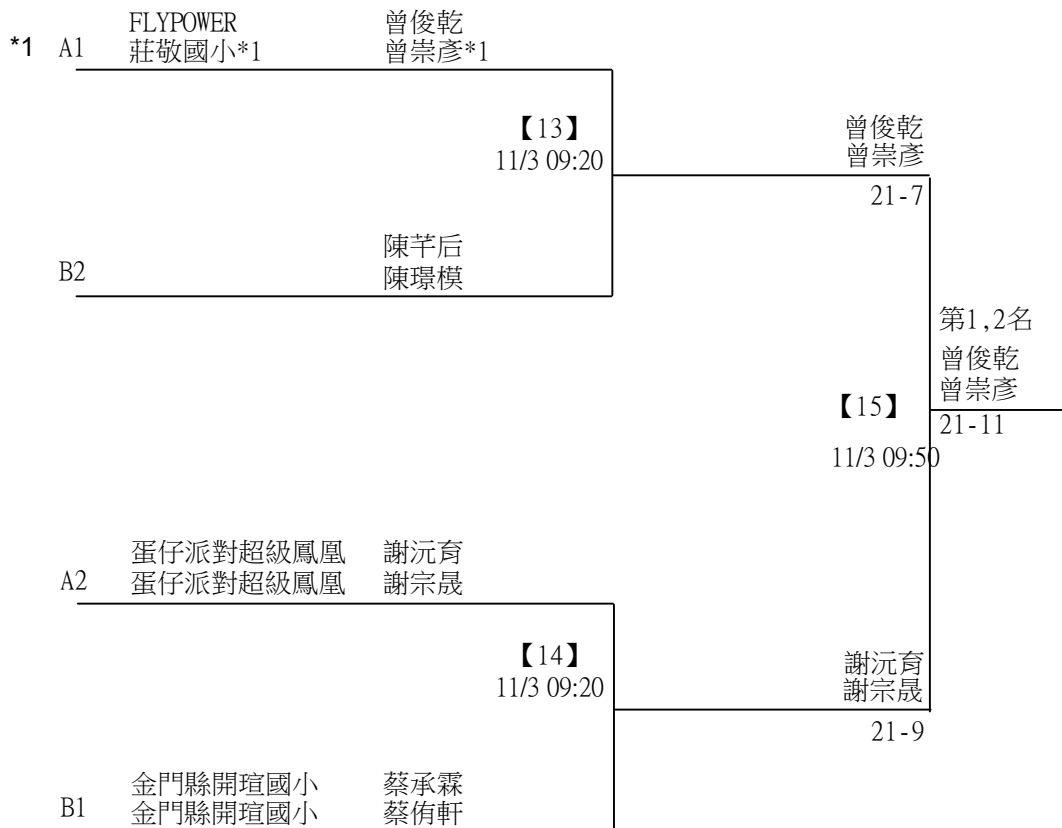 FLYPOWER 曾俊乾
*1 A1 莊敬國小*1 曾崇彥*1
【13】
11/3 09:20
曾俊乾
曾崇彥
21-7
陳芊后
B2 陳璟模
第1,2名
曾俊乾
曾崇彥
【15】
21-11
11/3 09:50
蛋仔派對超級鳳凰 謝沅育
A2 蛋仔派對超級鳳凰 謝宗晟
【14】
11/3 09:20
謝沅育
謝宗晟
21-9
金門縣開瑄國小 蔡承霖
B1 金門縣開瑄國小 蔡侑軒